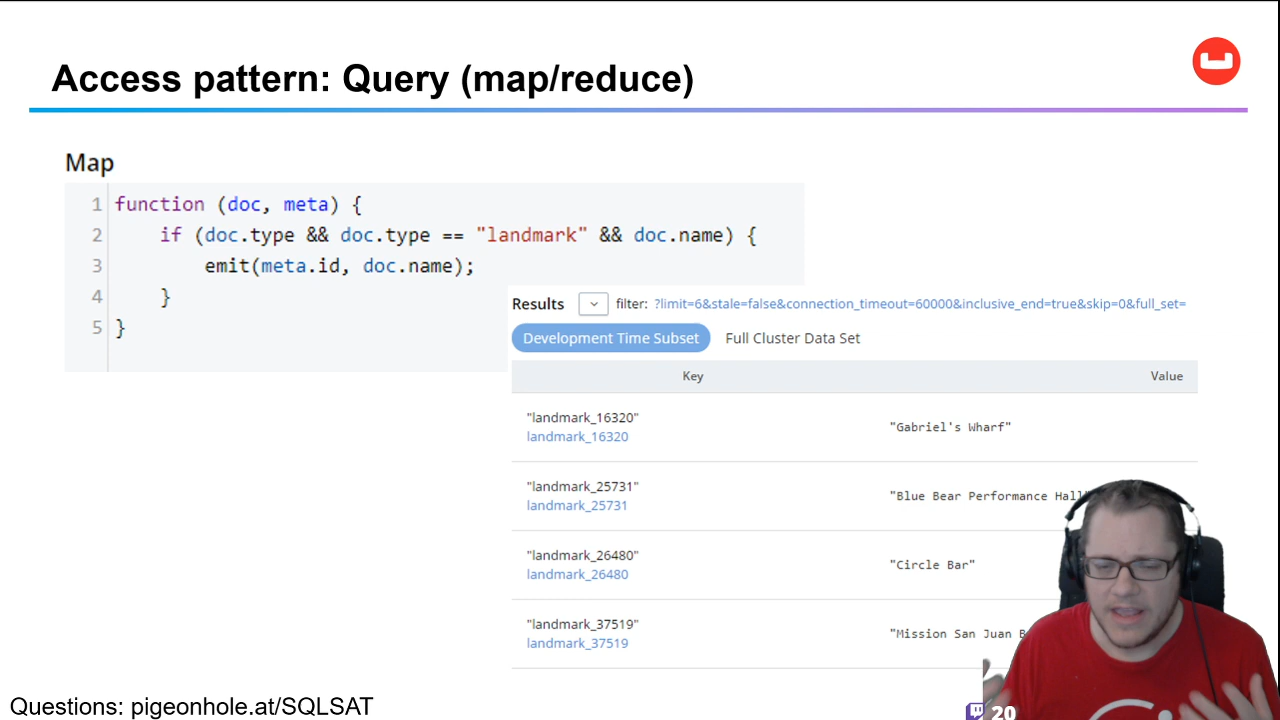 Access pattern: Query (map/reduce)
Map
1 function (doc, meta) {
2 if (doc.type && doc.type == "landmark" && doc.name) {
3 emit(meta.id, doc.name);
4 }
5 }
Results filter: ?limit=6&stale=false&connection_timeout=60000&inclusive_end=true&skip=0&full_set=
Development Time Subset Full Cluster Data Set
Key Value
"landmark_16320"
landmark_16320 "Gabriel's Wharf"
"landmark_25731"
landmark_25731 "Blue Bear Performance Hall"
"landmark_26480"
landmark_26480 "Circle Bar"
"landmark_37519"
landmark_37519 "Mission San Juan
Questions: pigeonhole.at/SQLSAT
20